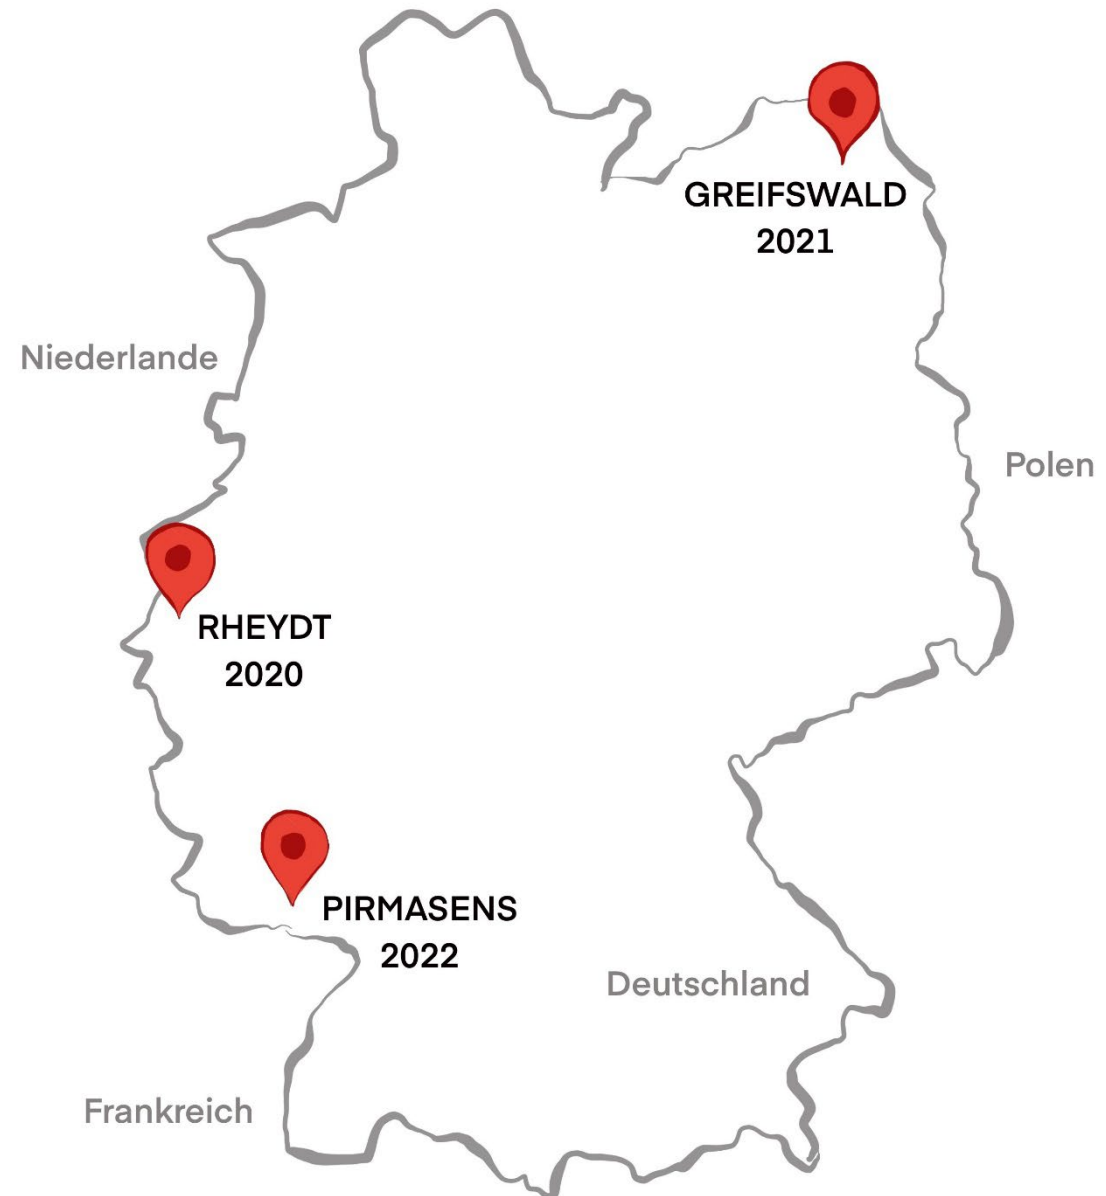 GREIFSWALD
2021
Niederlande
Polen
RHEYDT
2020
PIRMASENS
2022
Deutschland
Frankreich